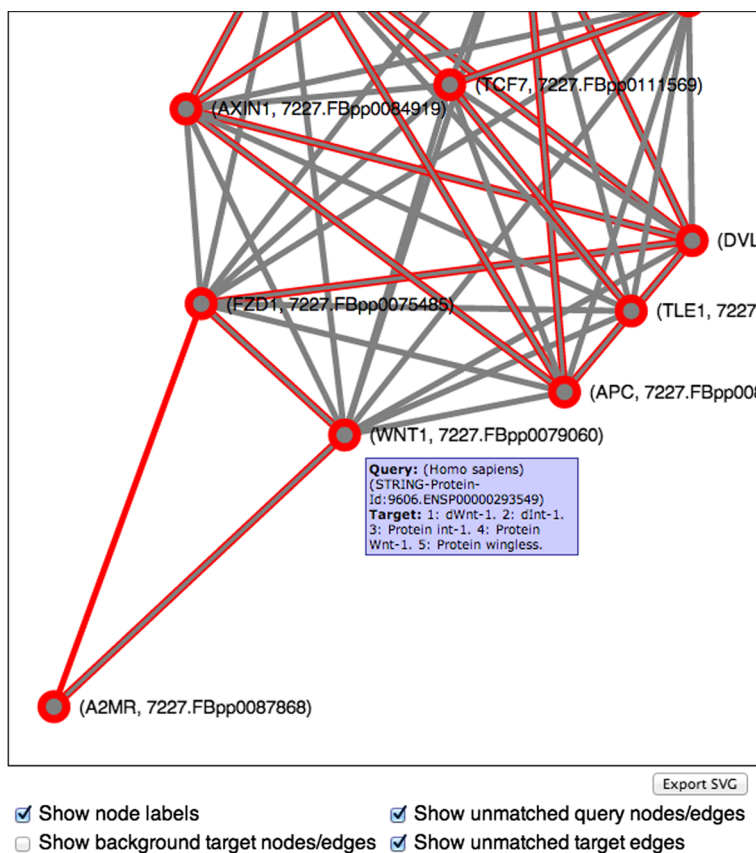 (TCF7, 7227.FBpp0111569)
(AXIN1, 7227.FBpp0084919)
(DVL
(FZD1, 7227.FBpp0075485)
(TLE1, 7227
(APC, 7227.FBpp008
(WNT1, 7227.FBpp0079060)
Query: (Homo sapiens)
(STRING-Protein-
Id:9606.ENSP00000293549)
Target: 1: dWnt-1. 2: dInt-1.
3: Protein int-1. 4: Protein
Wnt-1. 5: Protein wingless.
(A2MR, 7227.FBpp0087868)
Export SVG
Show node labels
Show unmatched query nodes/edges
Show background target nodes/edges
Show unmatched target edges